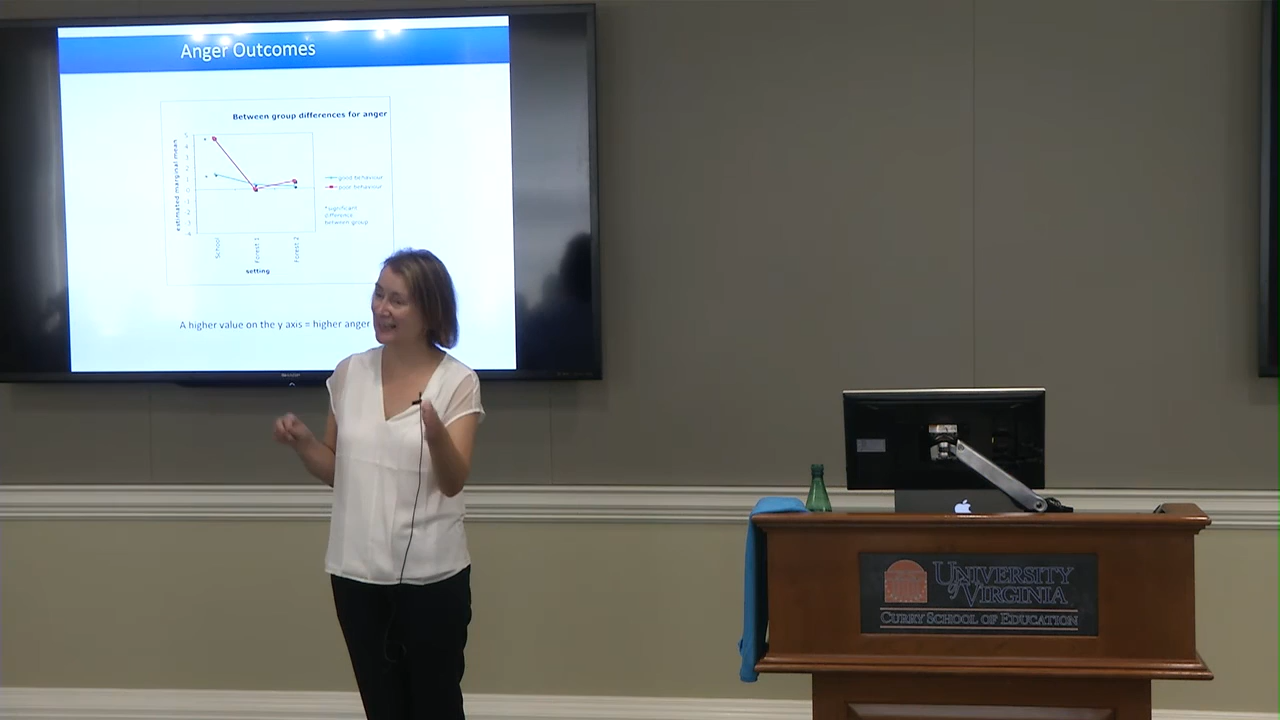 Anger Outcomes
Between group differences for anger
estimated marginal mean
good behaviour
poor behaviour
*significant
difference
between group
School
Forest 1
Forest 2
setting
A higher value on the y axis = higher anger
UNIVERSITY
of VIRGINIA
CURRY SCHOOL OF EDUCATION